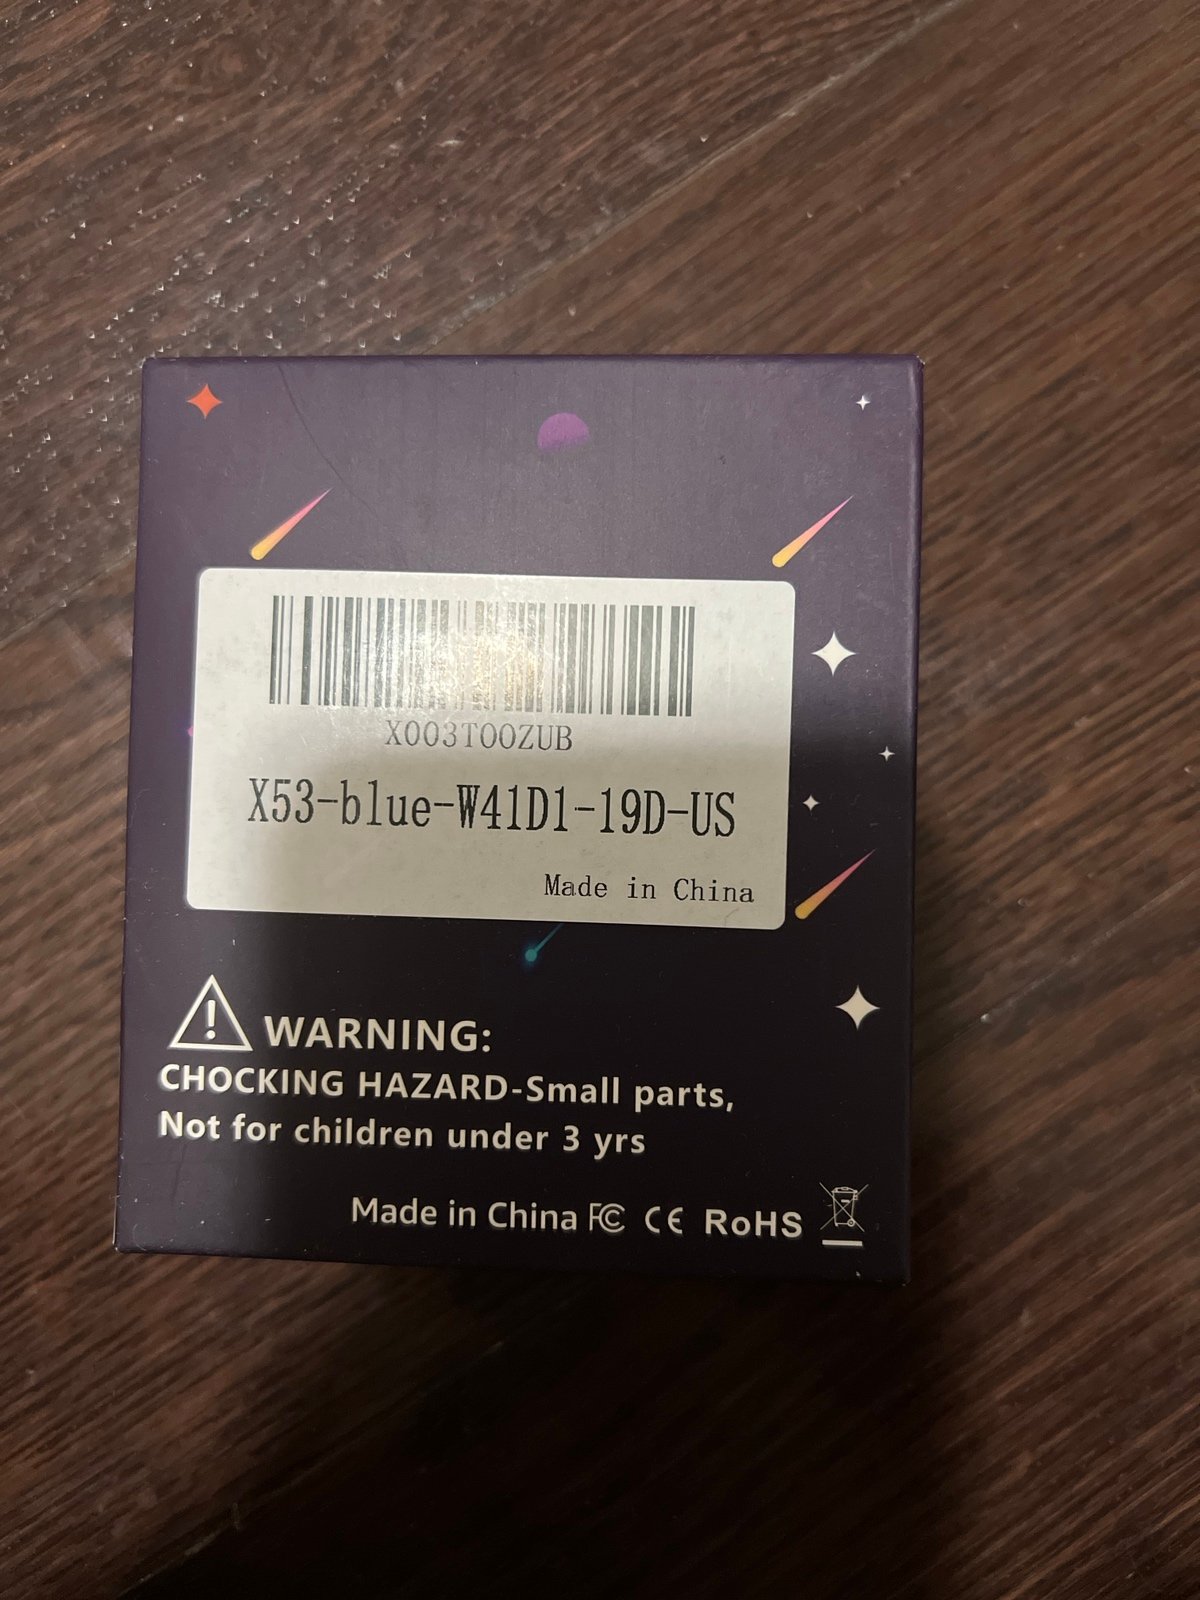 X003TOOZUB
X53-blue-W41D1-19D-US
Made in China
WARNING:
CHOCKING HAZARD-Small parts,
Not for children under 3 yrs
Made in China FC CE RoHS